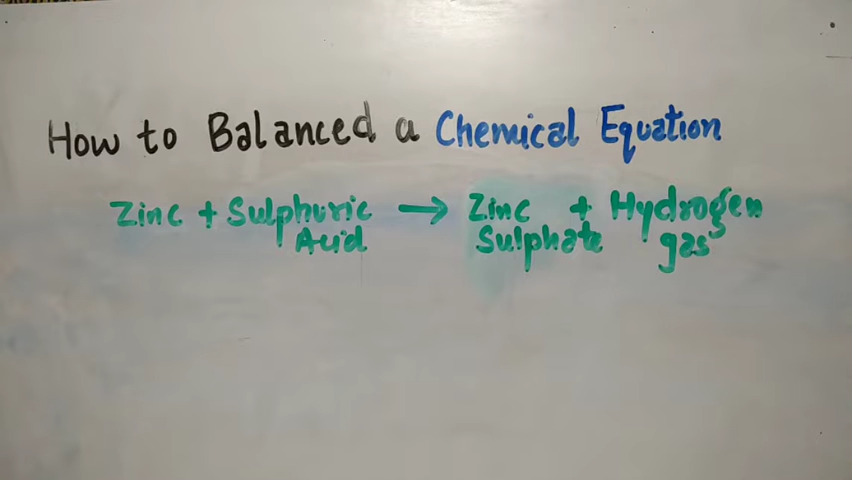 How to Balanced a Chemical Equation
Zinc + Sulphuric → Zinc + Hydrogen
Acid Sulphate gas